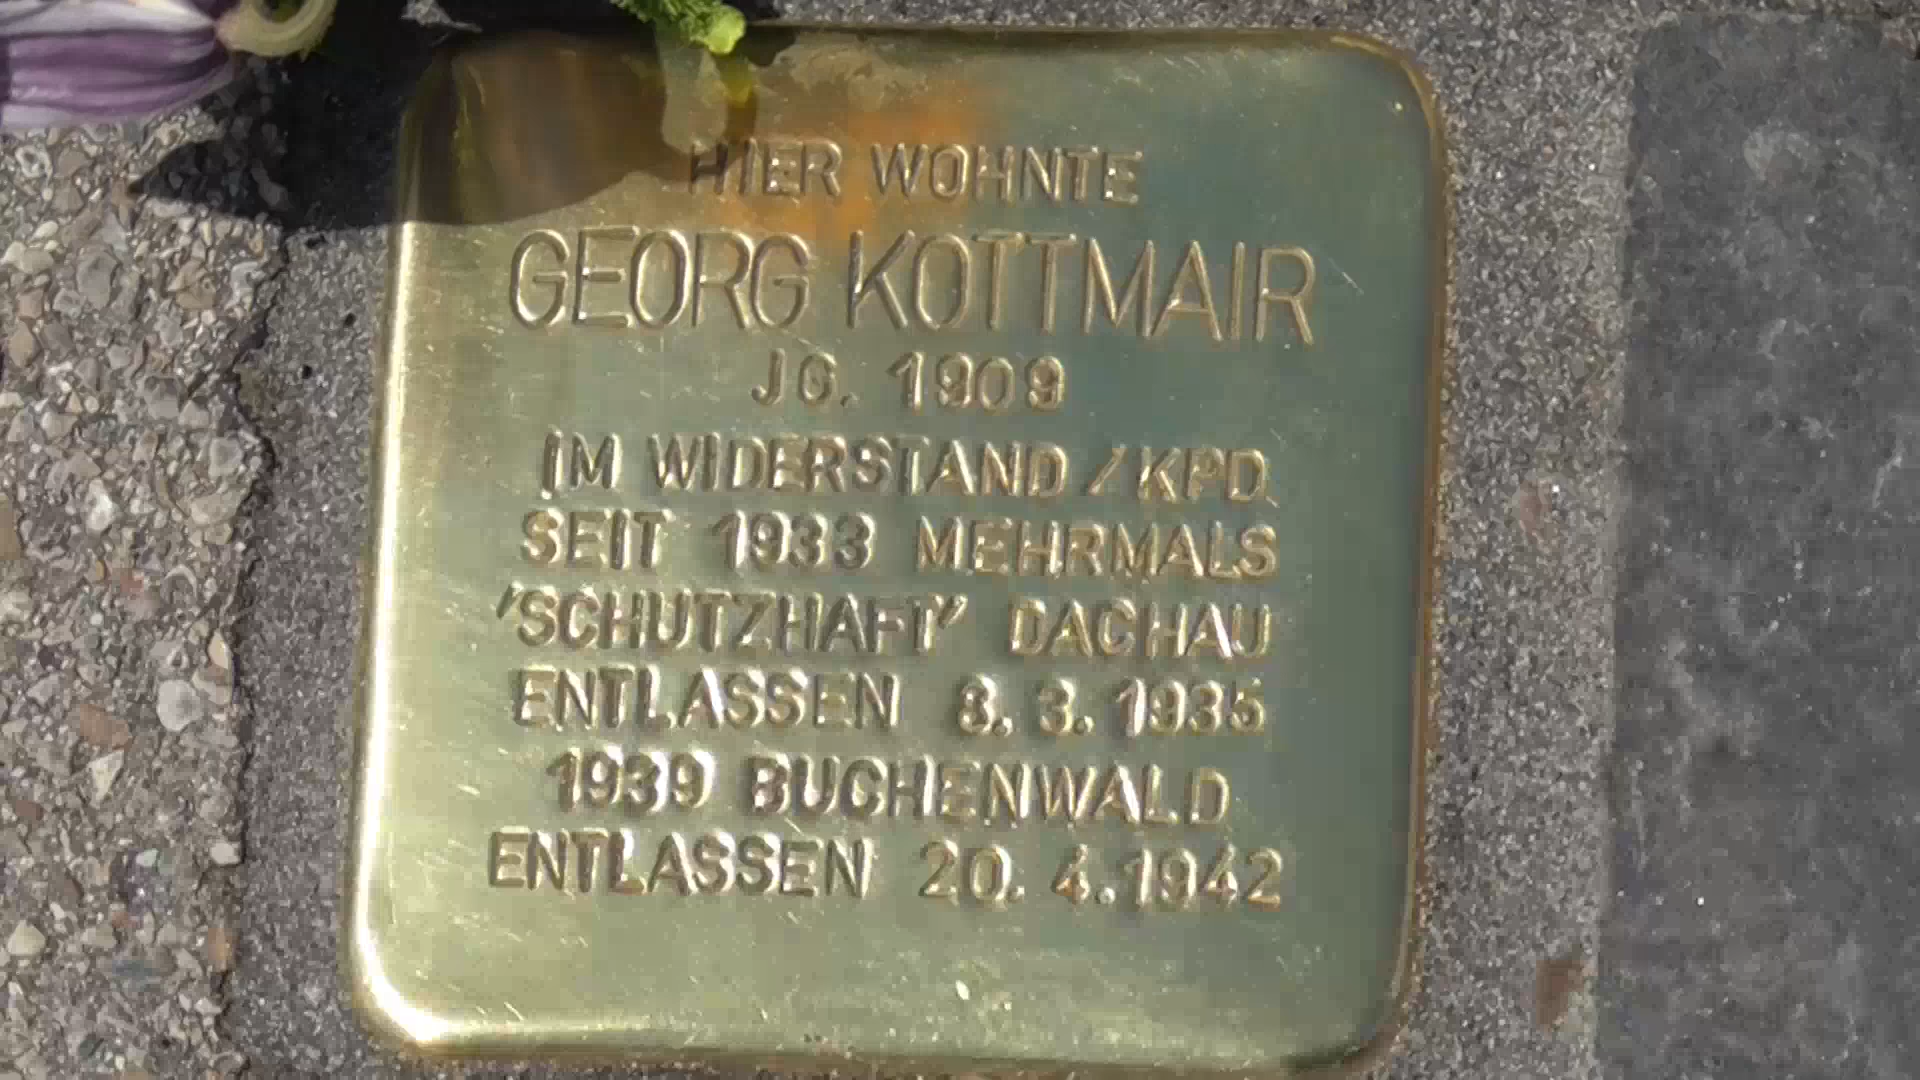 HIER WOHNTE
GEORG KOTTMAIR
JG. 1909
IM WIDERSTAND / KPD
SEIT 1933 MEHRMALS
'SCHUTZHAFT' DACHAU
ENTLASSEN 8. 3. 1935
1939 BUCHENWALD
ENTLASSEN 20. 4. 1942